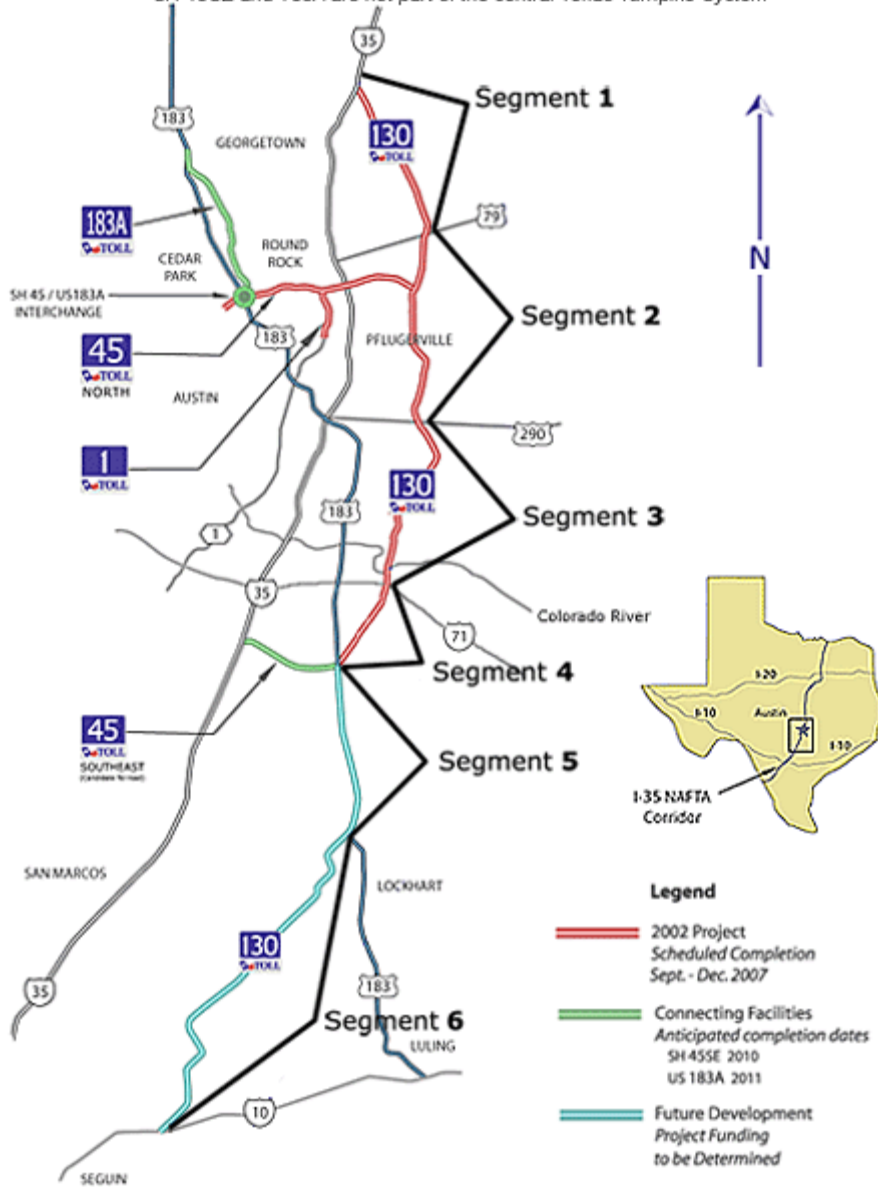 35
Segment 1
183
130
TOLL
GEORGETOWN
79
183A
TOLL
ROUND
ROCK
CEDAR
PARK
N
SH 45 / US183A
INTERCHANGE
Segment 2
183
PFLUGERVILLE
45
TOLL
NORTH
AUSTIN
290
1
TOLL
130
TOLL
183
Segment 3
1
35
Colorado River
71
Segment 4
I-20
I-10
Austin
I-10
45
TOLL
SOUTHEAST
Segment 5
I-35 NAFTA
Corridor
SAN MARCOS
LOCKHART
Legend
2002 Project
Scheduled Completion
Sept. - Dec. 2007
130
TOLL
35
183
Connecting Facilities
Anticipated completion dates
SH 45SE 2010
US 183A 2011
Segment 6
LULING
10
Future Development
Project Funding
to be Determined
SEGUIN